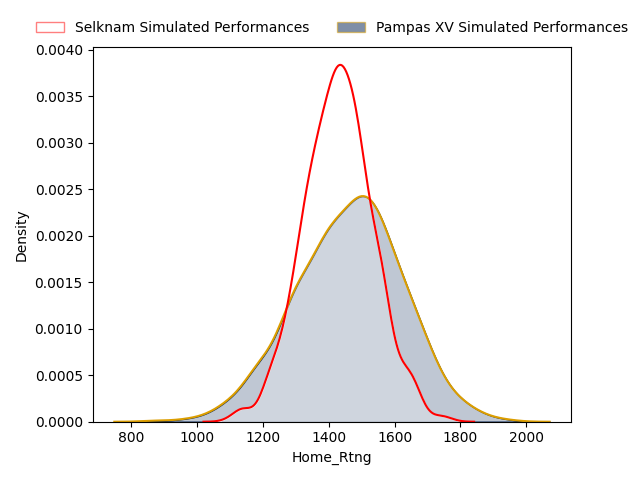 Selknam Simulated Performances
Pampas XV Simulated Performances
0.0040
0.0035
0.0030
0.0025
0.0020
0.0015
0.0010
0.0005
0.0000
Density
800 1000 1200 1400 1600 1800 2000
Home_Rtng